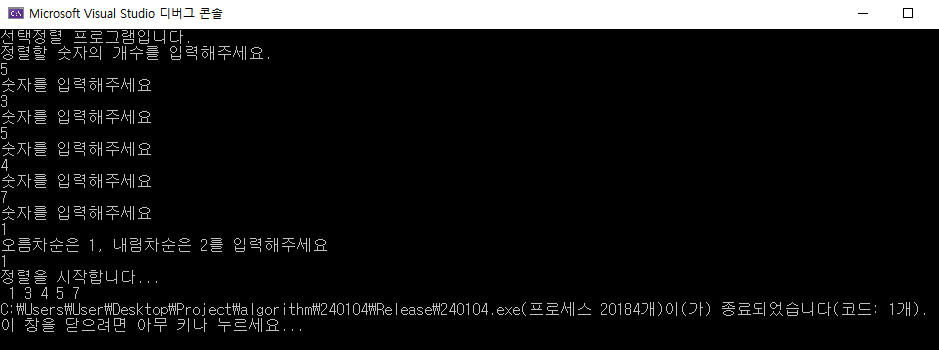 Microsoft Visual Studio 디버그 콘솔
선택정렬 프로그램입니다.
정렬할 숫자의 개수를 입력해주세요.
5
숫자를 입력해주세요
3
숫자를 입력해주세요
5
숫자를 입력해주세요
4
숫자를 입력해주세요
7
숫자를 입력해주세요
1
오름차순은 1, 내림차순은 2를 입력해주세요
1
정렬을 시작합니다...
 1 3 4 5 7
C:₩Users₩User₩Desktop₩Project₩algorithm₩240104₩Release₩240104.exe(프로세스 20184개)이(가) 종료되었습니다(코드: 1개).
이 창을 닫으려면 아무 키나 누르세요...